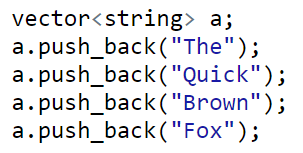 vector<string> a;
a.push_back("The");
a.push_back("Quick");
a.push_back("Brown");
a.push_back("Fox");